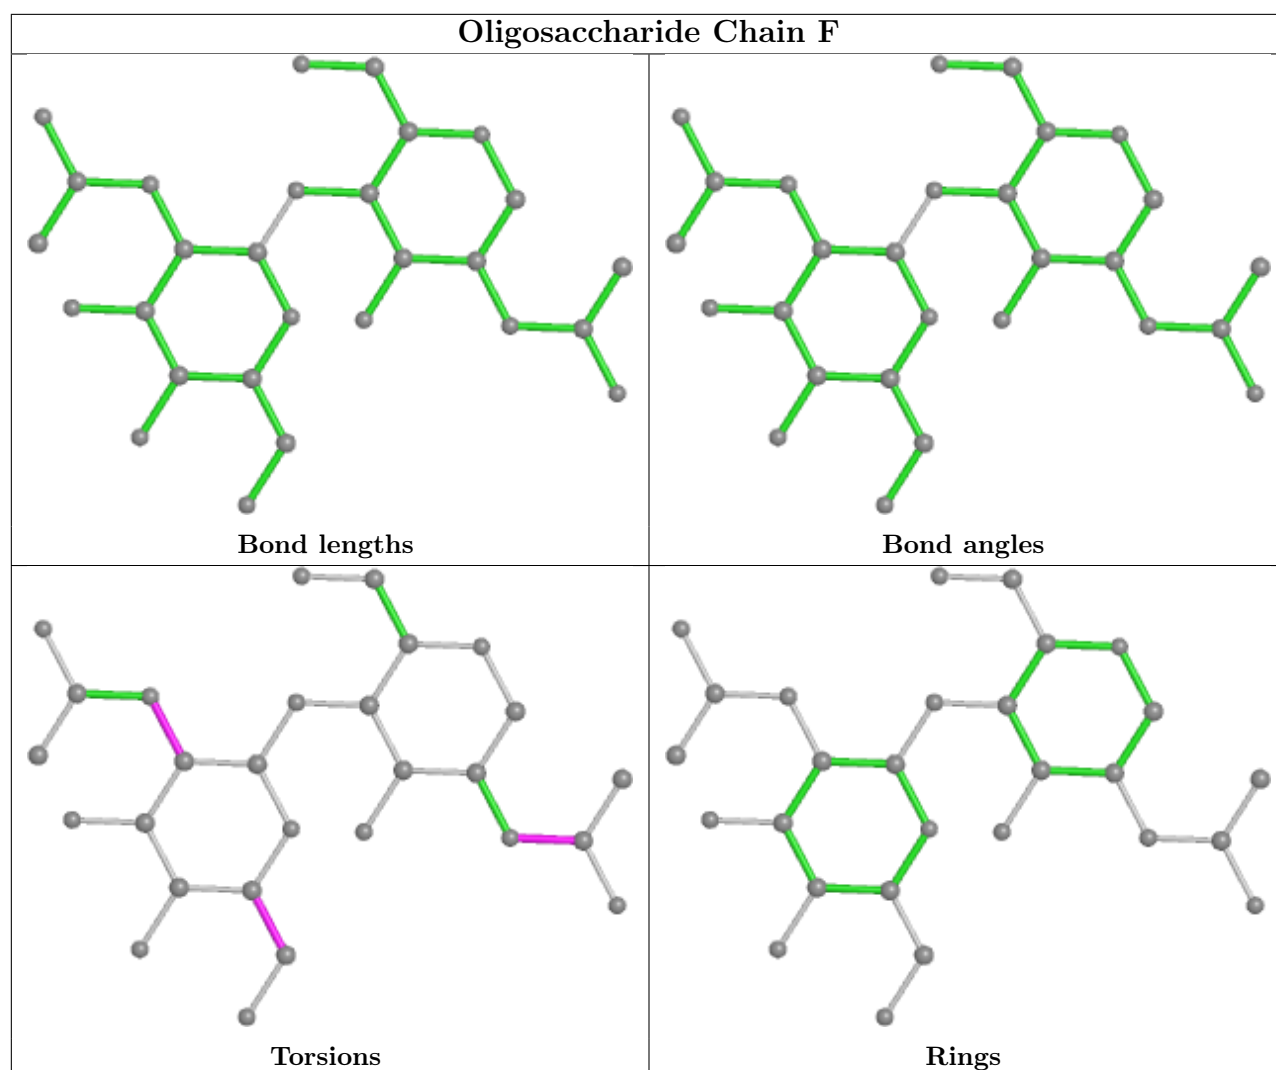 Oligosaccharide Chain F
Bond lengths
Bond angles
Torsions
Rings